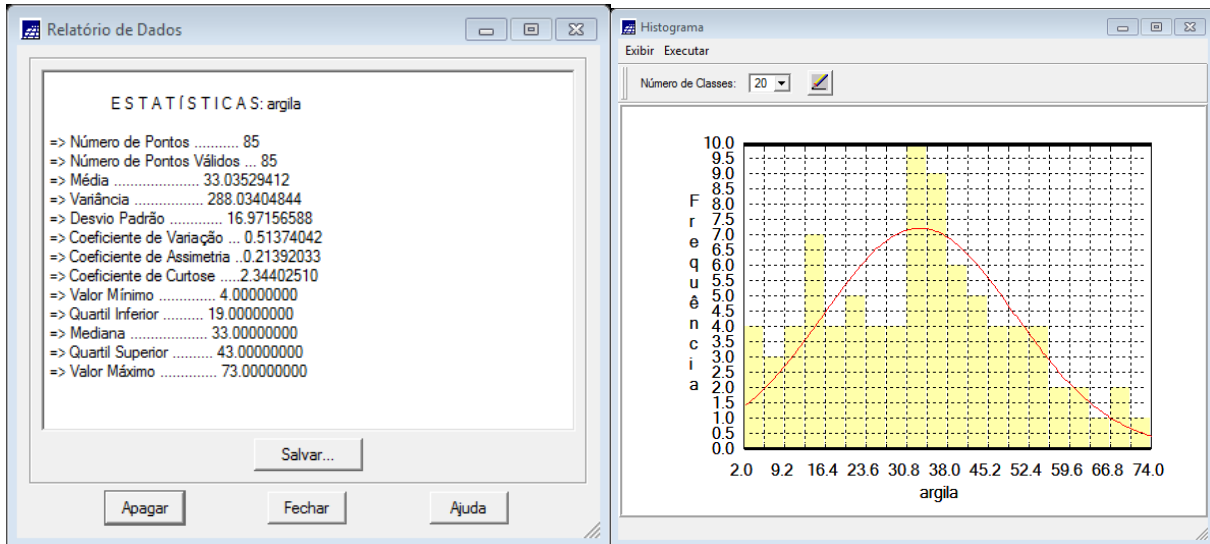 Relatório de Dados
E S T A T Í S T I C A S: argila
=> Número de Pontos ........... 85
=> Número de Pontos Válidos ... 85
=> Média ..................... 33.03529412
=> Variância ................. 288.03404844
=> Desvio Padrão ............. 16.97156588
=> Coeficiente de Variação ... 0.51374042
=> Coeficiente de Assimetria ..0.21392033
=> Coeficiente de Curtose .....2.34402510
=> Valor Mínimo .............. 4.00000000
=> Quartil Inferior .......... 19.00000000
=> Mediana ................... 33.00000000
=> Quartil Superior .......... 43.00000000
=> Valor Máximo .............. 73.00000000
Salvar...
Apagar Fechar Ajuda
Histograma
Exibir Executar
Número de Classes: 20
Frequência
10.0
9.5
9.0
8.5
8.0
7.5
7.0
6.5
6.0
5.5
5.0
4.5
4.0
3.5
3.0
2.5
2.0
1.5
1.0
0.5
0.0
2.0 9.2 16.4 23.6 30.8 38.0 45.2 52.4 59.6 66.8 74.0
argila